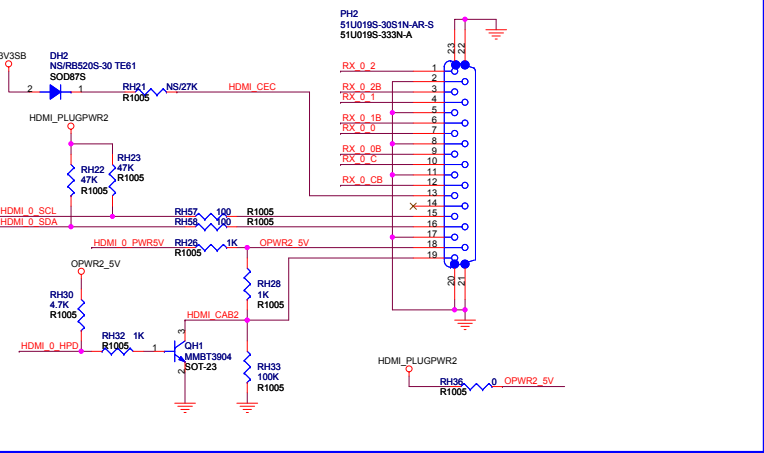 PH2
51U019S-30S1N-AR-S
51U019S-333N-A
3V3SB
DH2
NS/RB520S-30 TE61
SOD87S
2
1
RH21
NS/27K
R1005
HDMI_CEC
HDMI_PLUGPWR2
RH22
47K
R1005
RH23
47K
R1005
HDMI_0_SCL
HDMI_0_SDA
RH57
100
R1005
RH58
100
R1005
HDMI_0_PWR5V
RH26
1K
R1005
OPWR2_5V
RX_0_2
RX_0_2B
RX_0_1
RX_0_1B
RX_0_0
RX_0_0B
RX_0_C
RX_0_CB
23
22
1
2
3
4
5
6
7
8
9
10
11
12
13
14
15
16
17
18
19
20
21
OPWR2_5V
RH30
4.7K
R1005
RH28
1K
R1005
HDMI_CAB2
HDMI_0_HPD
RH32
1K
R1005
1
3
2
QH1
MMBT3904
SOT-23
RH33
100K
R1005
HDMI_PLUGPWR2
RH36
0
R1005
OPWR2_5V